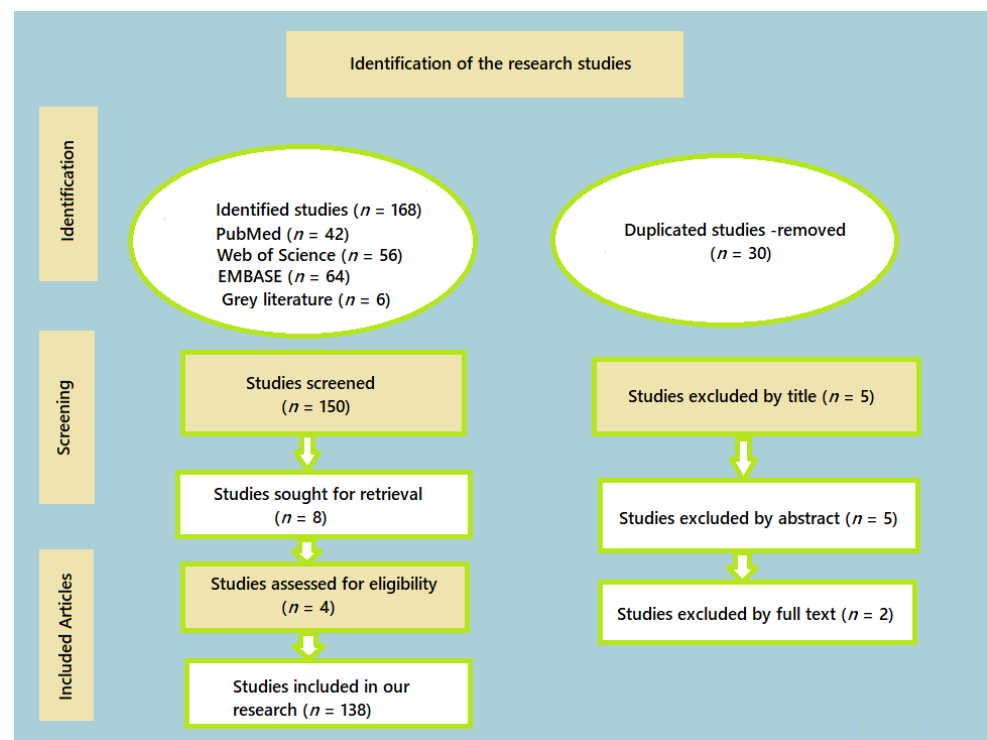 Identification of the research studies
Identification
Identified studies (n = 168)
PubMed (n = 42)
Web of Science (n = 56)
EMBASE (n = 64)
Grey literature (n = 6)
Duplicated studies -removed
(n = 30)
Screening
Studies screened
(n = 150)
Studies excluded by title (n = 5)
Studies sought for retrieval
(n = 8)
Studies excluded by abstract (n = 5)
Included Articles
Studies assessed for eligibility
(n = 4)
Studies excluded by full text (n = 2)
Studies included in our
research (n = 138)